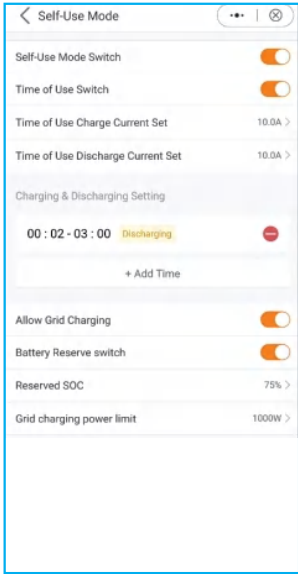 Self-Use Mode
Self-Use Mode Switch
Time of Use Switch
Time of Use Charge Current Set 10.0A >
Time of Use Discharge Current Set 10.0A >
Charging & Discharging Setting
00 : 02 - 03 : 00 Discharging
+ Add Time
Allow Grid Charging
Battery Reserve switch
Reserved SOC 75% >
Grid charging power limit 1000W >